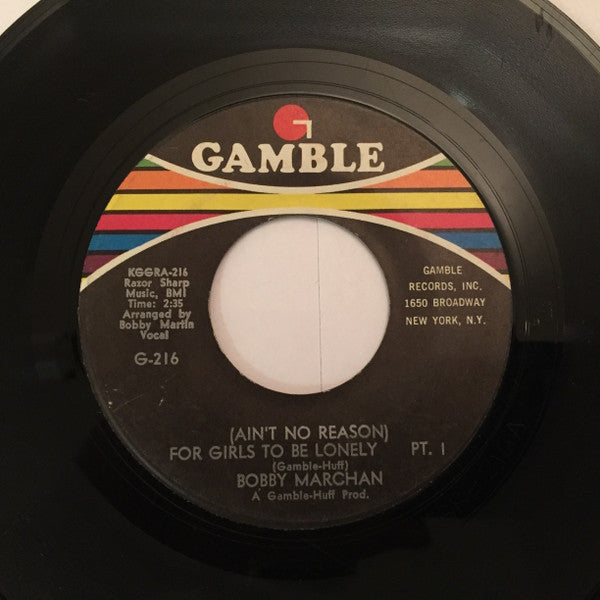 G
GAMBLE
KGGRA-216
Razor Sharp
Music, BMI
Time: 2:35
Arranged by
Bobby Martin
Vocal
G-216
GAMBLE
RECORDS, INC.
1650 BROADWAY
NEW YORK, N.Y.
(AIN'T NO REASON)
FOR GIRLS TO BE LONELY PT. I
(Gamble-Huff)
BOBBY MARCHAN
A Gamble-Huff Prod.